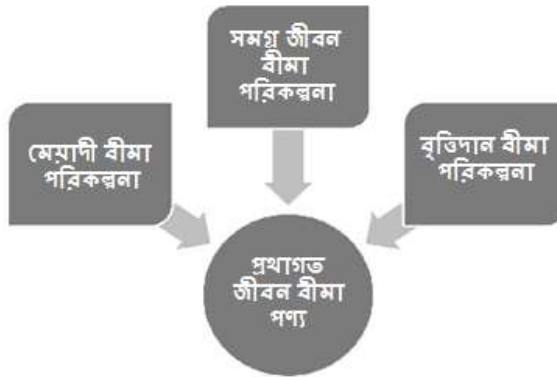 সমগ্র জীবন
বীমা
পরিকল্পনা
মেয়াদী বীমা
পরিকল্পনা
বৃত্তিদান বীমা
পরিকল্পনা
প্রথাগত
জীবন বীমা
পণ্য